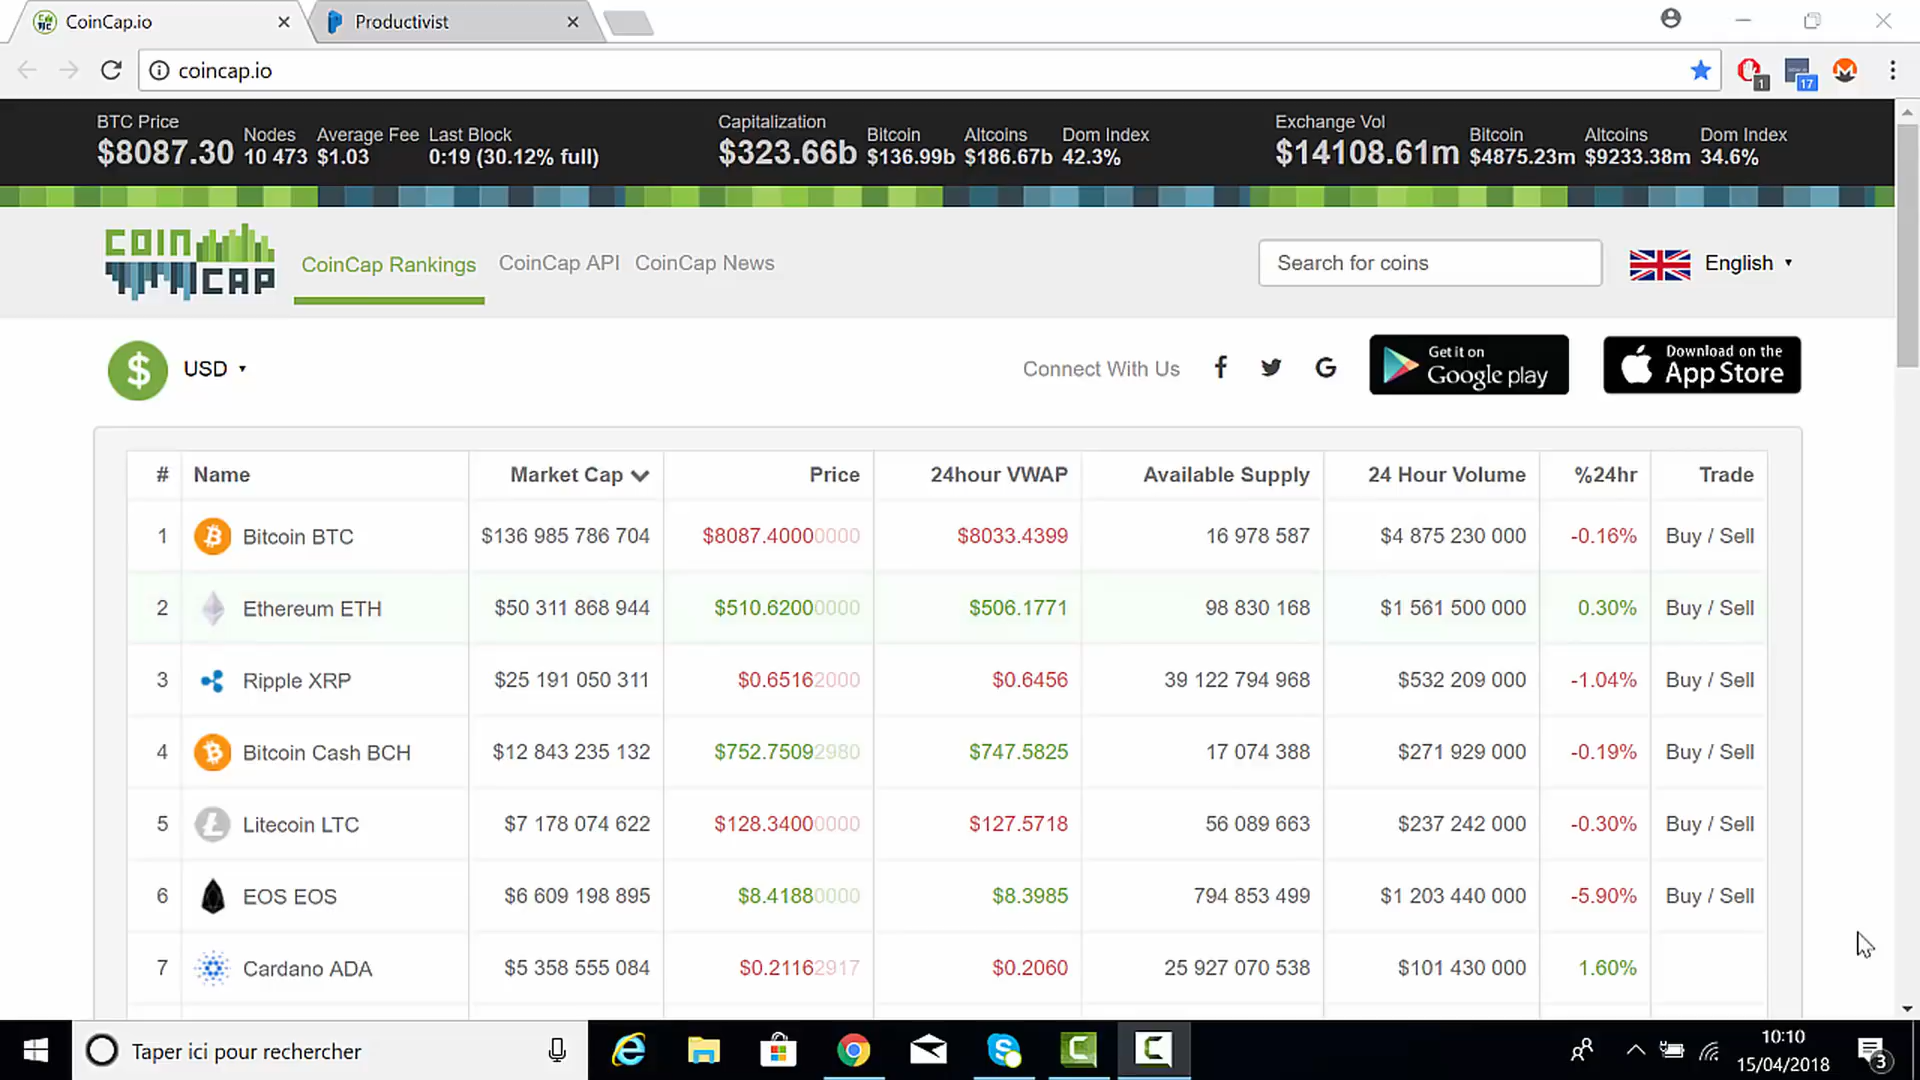 CoinCap.io
Productivist
coincap.io
1
17
BTC Price
$8087.30
Nodes
10 473
Average Fee
$1.03
Last Block
0:19 (30.12% full)
Capitalization
$323.66b
Bitcoin
$136.99b
Altcoins
$186.67b
Dom Index
42.3%
Exchange Vol
$14108.61m
Bitcoin
$4875.23m
Altcoins
$9233.38m
Dom Index
34.6%
COIN
CAP
CoinCap Rankings
CoinCap API
CoinCap News
Search for coins
English
$
USD
Connect With Us
Get it on
Google play
Download on the
App Store
# Name Market Cap Price 24hour VWAP Available Supply 24 Hour Volume %24hr Trade
1 Bitcoin BTC $136 985 786 704 $8087.40000000 $8033.4399 16 978 587 $4 875 230 000 -0.16% Buy / Sell
2 Ethereum ETH $50 311 868 944 $510.62000000 $506.1771 98 830 168 $1 561 500 000 0.30% Buy / Sell
3 Ripple XRP $25 191 050 311 $0.65162000 $0.6456 39 122 794 968 $532 209 000 -1.04% Buy / Sell
4 Bitcoin Cash BCH $12 843 235 132 $752.75092980 $747.5825 17 074 388 $271 929 000 -0.19% Buy / Sell
5 Litecoin LTC $7 178 074 622 $128.34000000 $127.5718 56 089 663 $237 242 000 -0.30% Buy / Sell
6 EOS EOS $6 609 198 895 $8.41880000 $8.3985 794 853 499 $1 203 440 000 -5.90% Buy / Sell
7 Cardano ADA $5 358 555 084 $0.21162917 $0.2060 25 927 070 538 $101 430 000 1.60%
Taper ici pour rechercher
10:10
15/04/2018
3